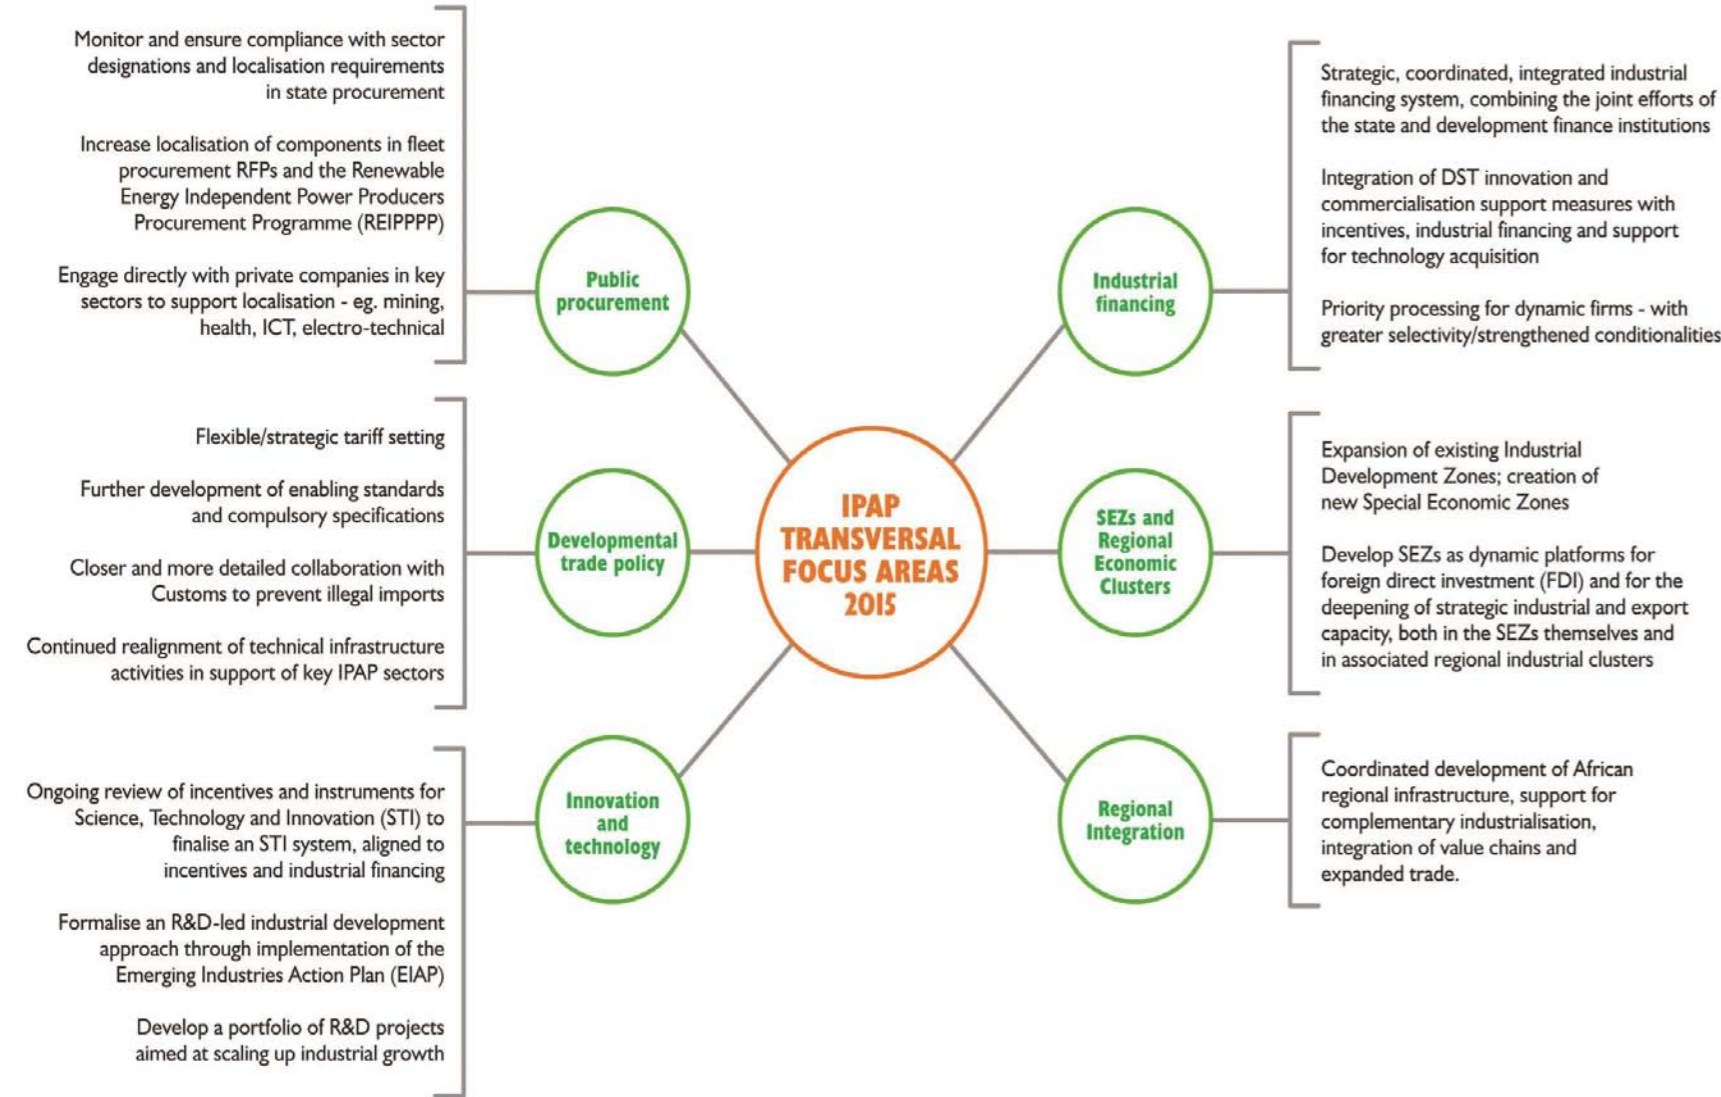 Monitor and ensure compliance with sector
designations and localisation requirements
in state procurement
Increase localisation of components in fleet
procurement RFPs and the Renewable
Energy Independent Power Producers
Procurement Programme (REIPPPP)
Engage directly with private companies in key
sectors to support localisation - eg. mining,
health, ICT, electro-technical
Public
procurement
Flexible/strategic tariff setting
Further development of enabling standards
and compulsory specifications
Closer and more detailed collaboration with
Customs to prevent illegal imports
Continued realignment of technical infrastructure
activities in support of key IPAP sectors
Developmental
trade policy
Ongoing review of incentives and instruments for
Science, Technology and Innovation (STI) to
finalise an STI system, aligned to
incentives and industrial financing
Formalise an R&D-led industrial development
approach through implementation of the
Emerging Industries Action Plan (EIAP)
Develop a portfolio of R&D projects
aimed at scaling up industrial growth
Innovation
and
technology
IPAP
TRANSVERSAL
FOCUS AREAS
2015
Industrial
financing
Strategic, coordinated, integrated industrial
financing system, combining the joint efforts of
the state and development finance institutions
Integration of DST innovation and
commercialisation support measures with
incentives, industrial financing and support
for technology acquisition
Priority processing for dynamic firms - with
greater selectivity/strengthened conditionalities
SEZs and
Regional
Economic
Clusters
Expansion of existing Industrial
Development Zones; creation of
new Special Economic Zones
Develop SEZs as dynamic platforms for
foreign direct investment (FDI) and for the
deepening of strategic industrial and export
capacity, both in the SEZs themselves and
in associated regional industrial clusters
Regional
Integration
Coordinated development of African
regional infrastructure, support for
complementary industrialisation,
integration of value chains and
expanded trade.